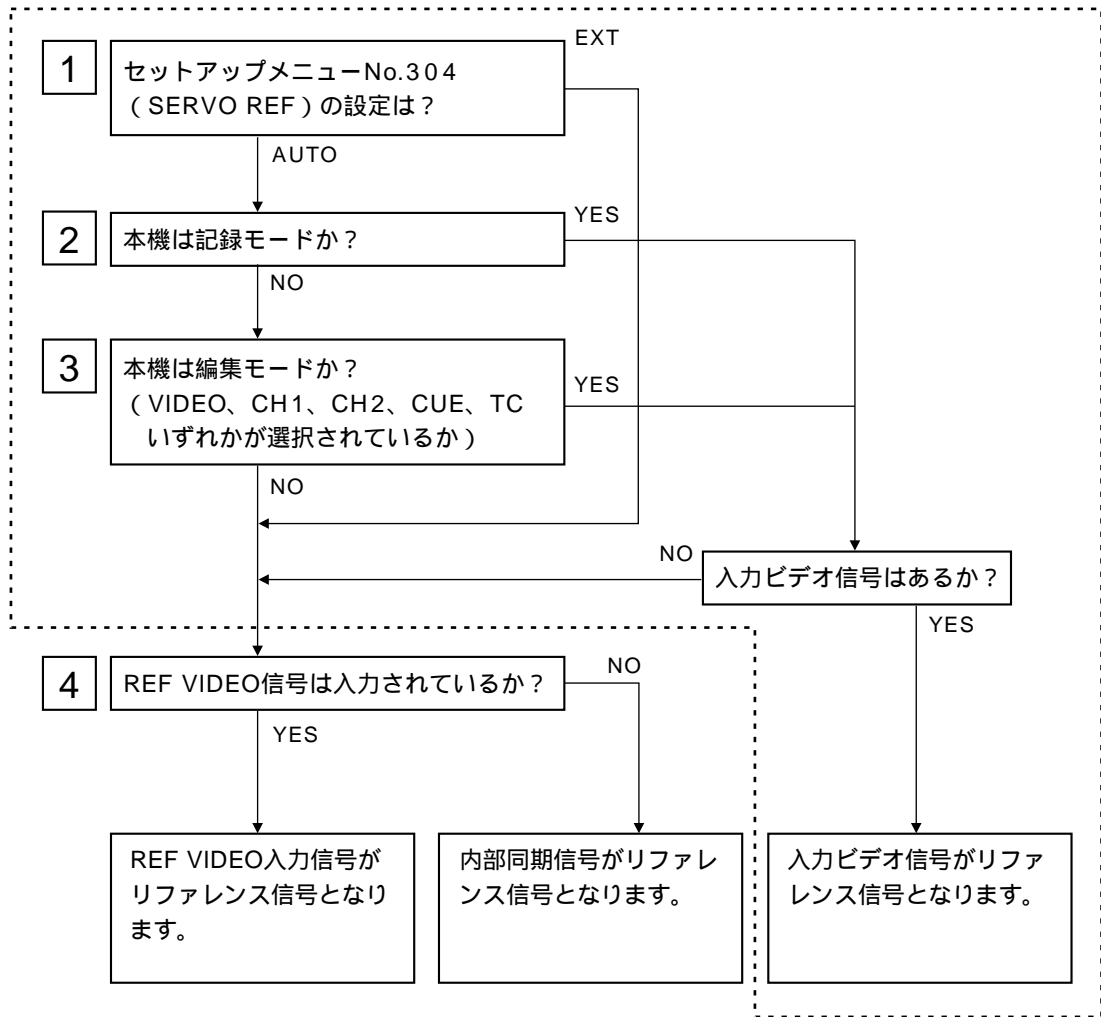 EXT
1
セットアップメニューNo.304
（SERVO REF）の設定は？
AUTO
2
本機は記録モードか？
YES
NO
3
本機は編集モードか？
（VIDEO、CH1、CH2、CUE、TC
いずれかが選択されているか）
YES
NO
NO
入力ビデオ信号はあるか？
YES
4
REF VIDEO信号は入力されているか？
NO
YES
REF VIDEO入力信号が
リファレンス信号となり
ます。
内部同期信号がリファレ
ンス信号となります。
入力ビデオ信号がリファ
レンス信号となります。